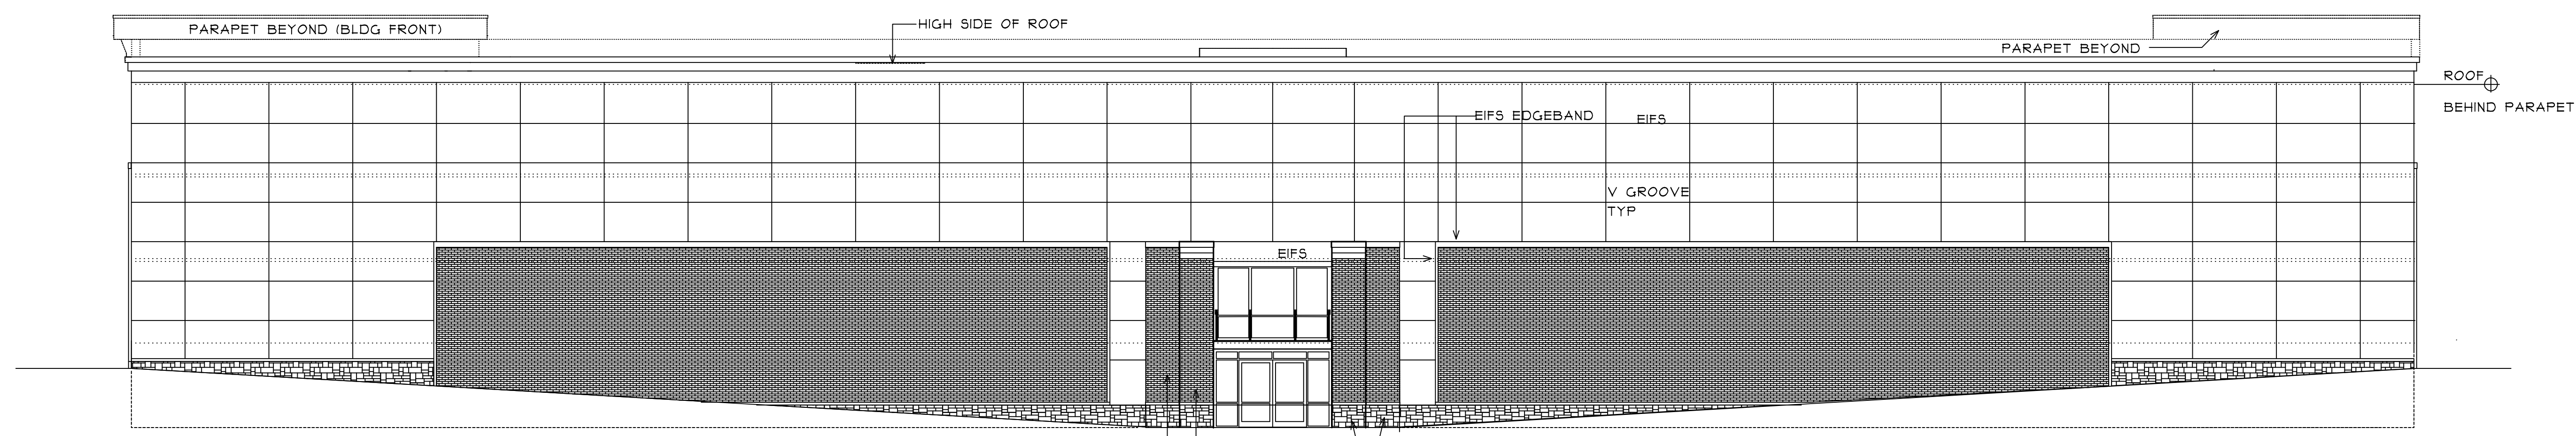 PARAPET BEYOND (BLDG FRONT)
HIGH SIDE OF ROOF
PARAPET BEYOND
ROOF
BEHIND PARAPET
EIFS EDGEBAND
EIFS
V GROOVE
TYP
EIFS